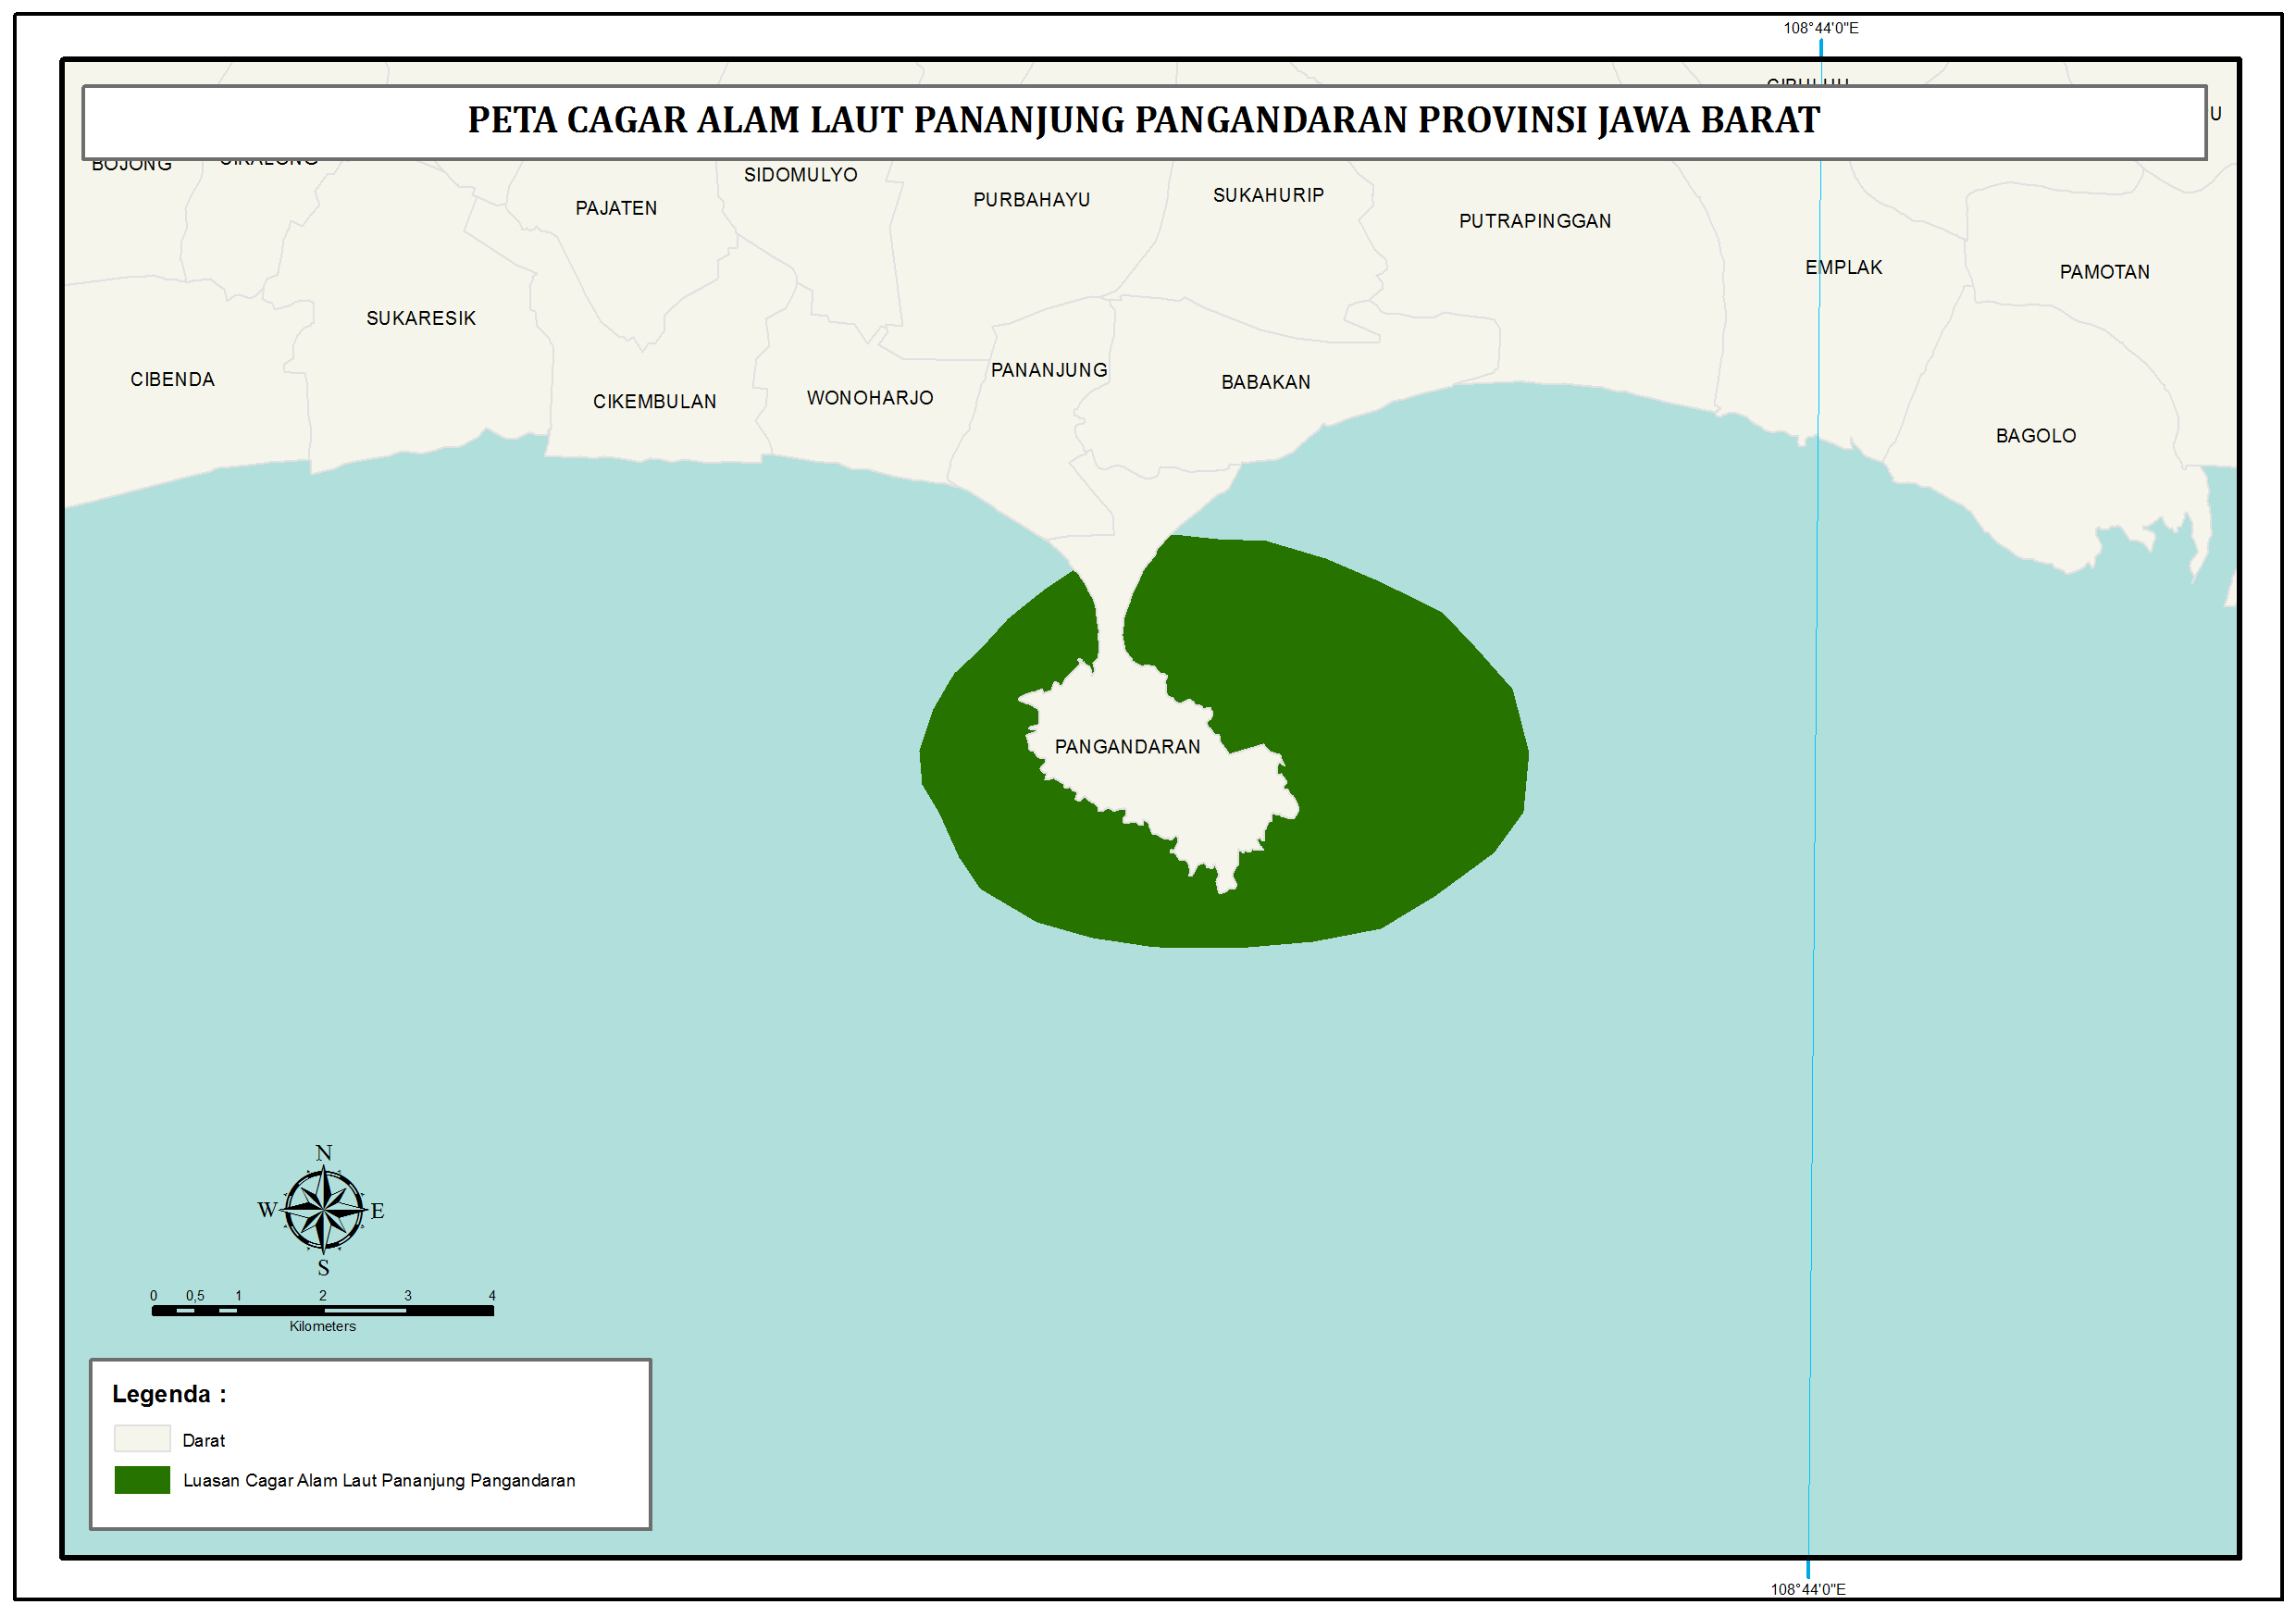 108°44'0"E
PETA CAGAR ALAM LAUT PANANJUNG PANGANDARAN PROVINSI JAWA BARAT
U
BOJONG
SIDOMULYO
PAJATEN
PURBAHAYU
SUKAHURIP
PUTRAPINGGAN
EMPLAK
PAMOTAN
SUKARESIK
CIBENDA
CIKEMBULAN
WONOHARJO
PANANJUNG
BABAKAN
BAGOLO
PANGANDARAN
N
W E
S
0 0,5 1 2 3 4
Kilometers
Legenda :
Darat
Luasan Cagar Alam Laut Pananjung Pangandaran
108°44'0"E